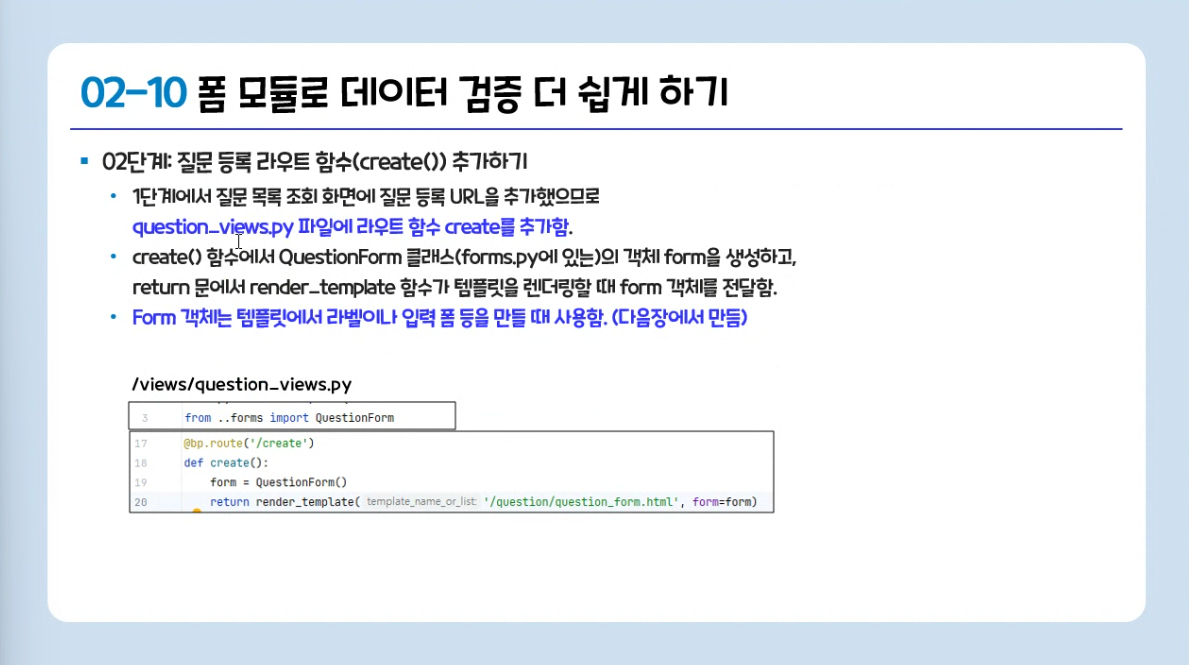 02-10 폼 모듈로 데이터 검증 더 쉽게 하기
02단계: 질문 등록 라우트 함수(create()) 추가하기
1단계에서 질문 목록 조회 화면에 질문 등록 URL을 추가했으므로
question_views.py 파일에 라우트 함수 create를 추가함.
create() 함수에서 QuestionForm 클래스(forms.py에 있는)의 객체 form을 생성하고,
return 문에서 render_template 함수가 템플릿을 렌더링할 때 form 객체를 전달함.
Form 객체는 템플릿에서 라벨이나 입력 폼 등을 만들 때 사용함. (다음장에서 만듬)
/views/question_views.py
3 from ..forms import QuestionForm
17 @bp.route('/create')
18 def create():
19 form = QuestionForm()
20 return render_template( template_name_or_list: '/question/question_form.html', form=form)